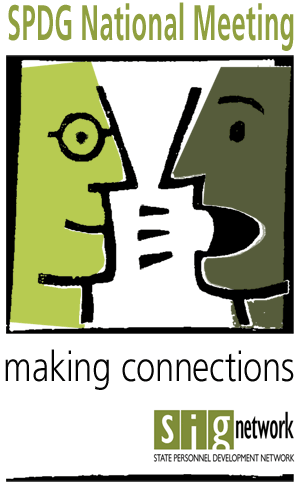 SPDG National Meeting
making connections
sig network
STATE PERSONNEL DEVELOPMENT NETWORK